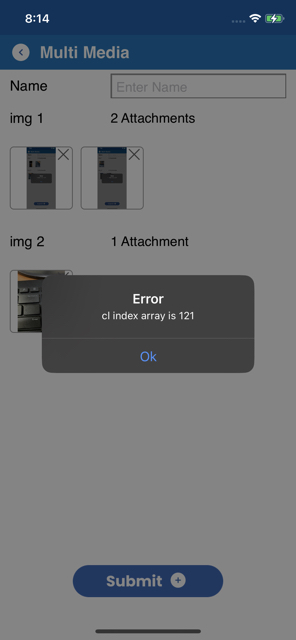 8:14
Multi Media
Name
Enter Name
img 1
2 Attachments
img 2
1 Attachment
Error
cl index array is 121
Ok
Submit